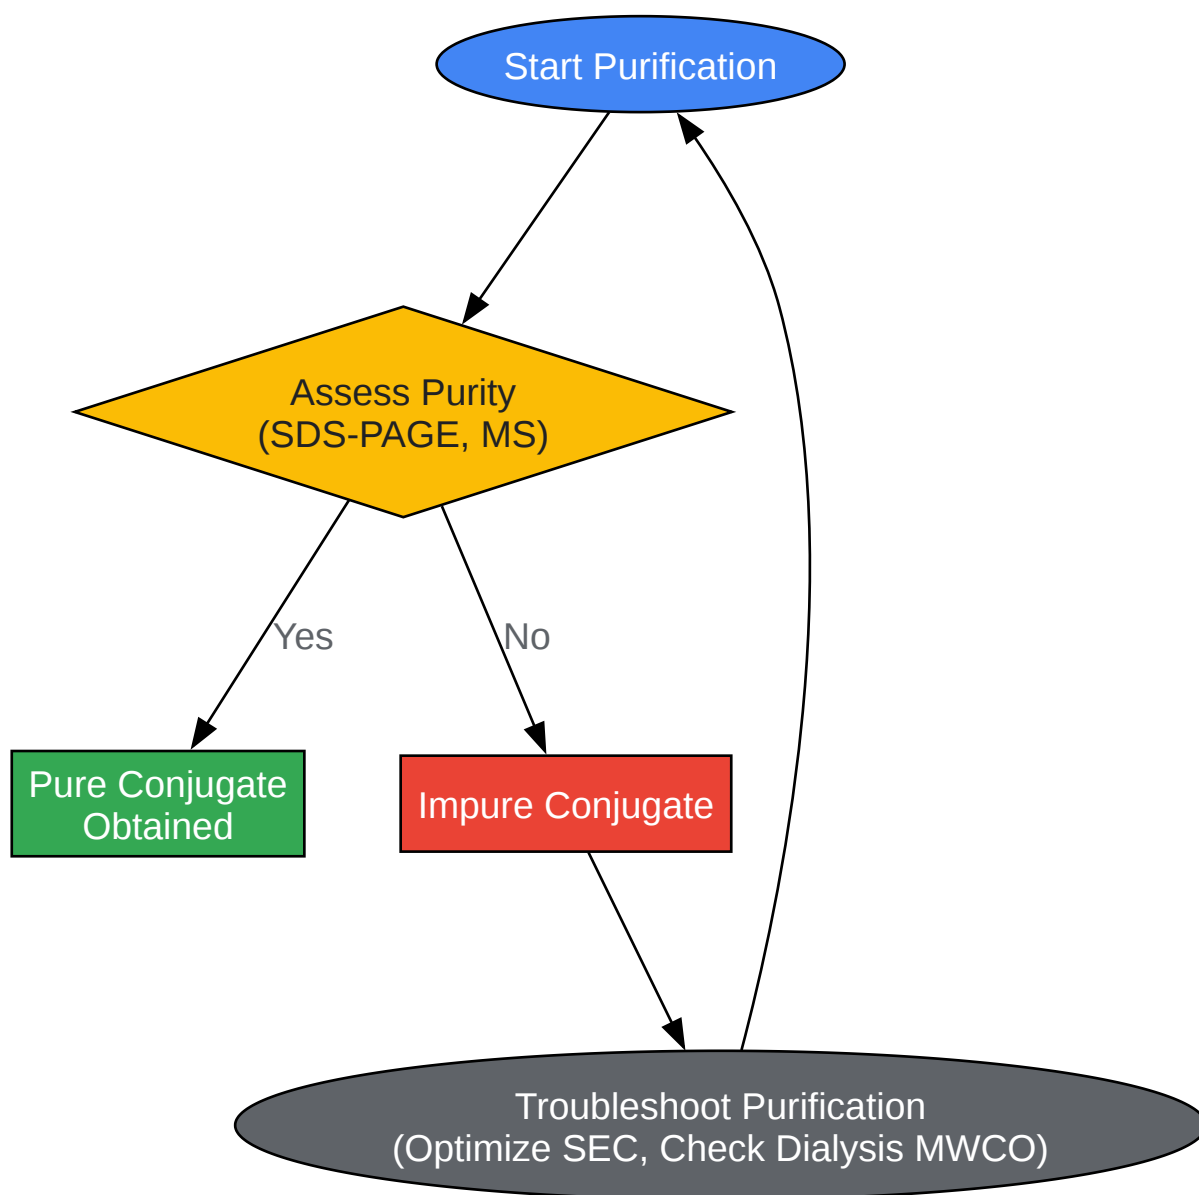 Start Purification
Assess Purity
(SDS-PAGE, MS)
Yes
No
Pure Conjugate
Obtained
Impure Conjugate
Troubleshoot Purification
(Optimize SEC, Check Dialysis MWCO)